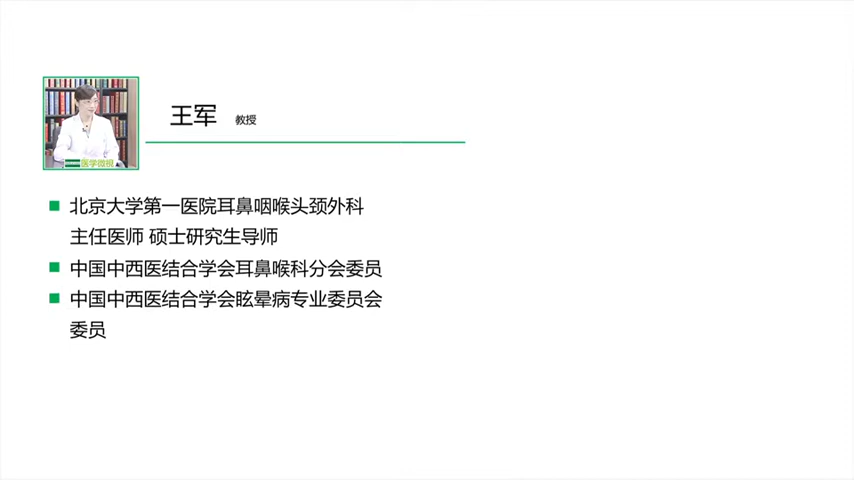 王军 教授
医学微视
北京大学第一医院耳鼻咽喉头颈外科
主任医师 硕士研究生导师
中国中西医结合学会耳鼻喉科分会委员
中国中西医结合学会眩晕病专业委员会
委员